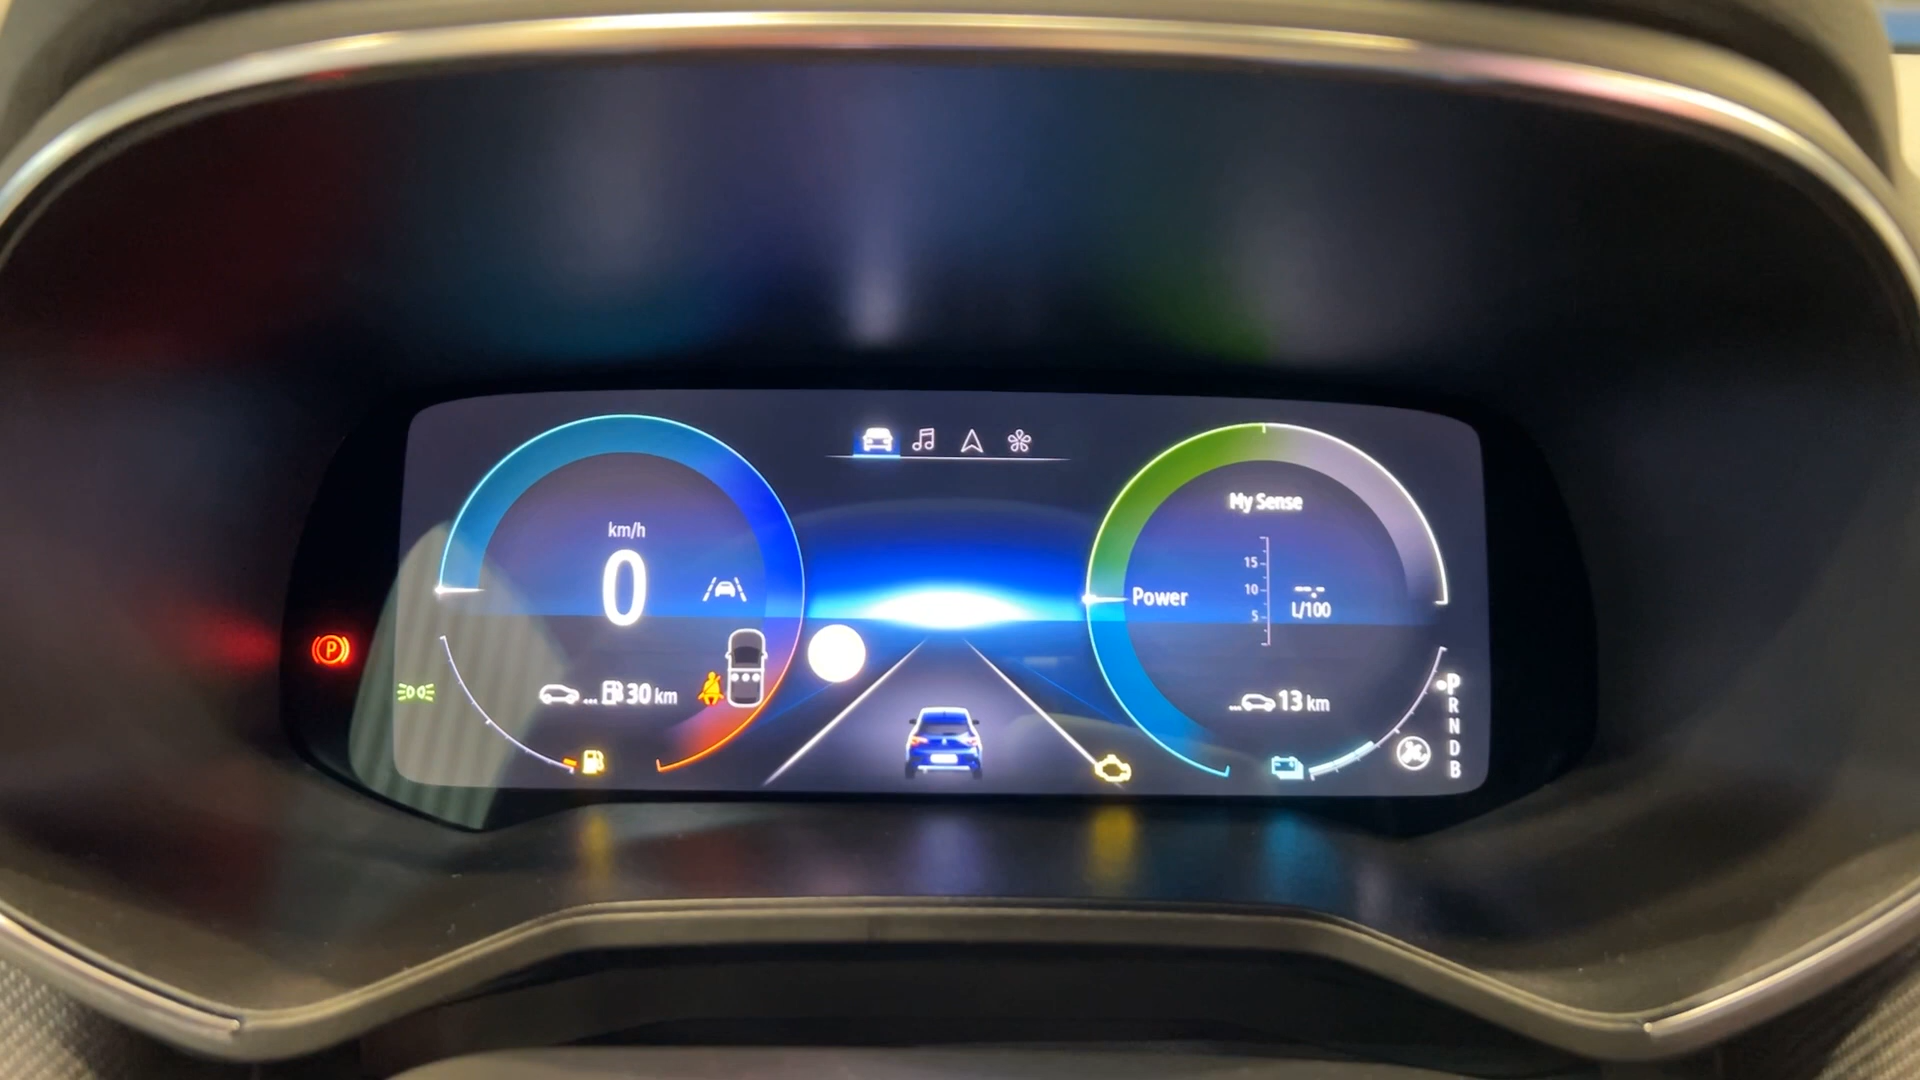 km/h
0
... 30 km
P
My Sense
Power
15
10
5
--.-
L/100
... 13 km
P
R
N
D
B